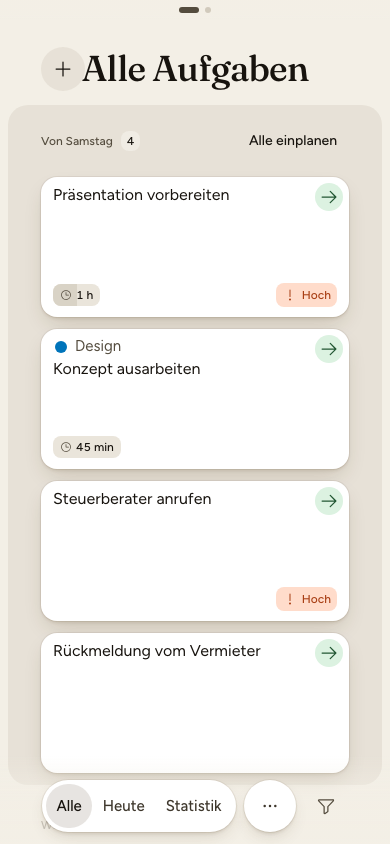 Alle Aufgaben
Von Samstag 4
Alle einplanen
Präsentation vorbereiten
1 h
Hoch
Design
Konzept ausarbeiten
45 min
Steuerberater anrufen
Hoch
Rückmeldung vom Vermieter
Alle Heute Statistik